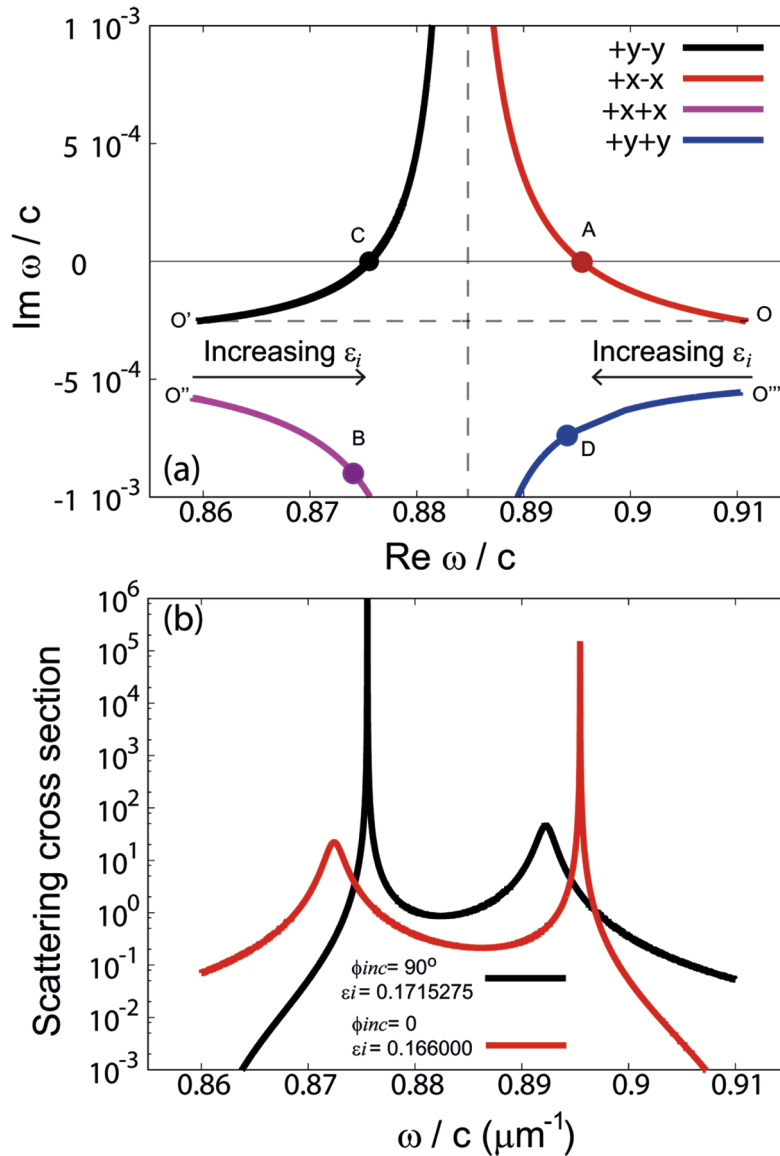 1 10⁻³
+y-y
+x-x
+x+x
+y+y
5 10⁻⁴
Im ω / c
C
A
0
O'
O
Increasing εᵢ
Increasing εᵢ
-5 10⁻⁴
O''
O'''
B
D
(a)
-1 10⁻³
0.86 0.87 0.88 0.89 0.9 0.91
Re ω / c
(b)
10⁶
10⁵
10⁴
10³
10²
10¹
10⁰
10⁻¹
10⁻²
10⁻³
Scattering cross section
ϕinc= 90º
εi = 0.1715275
ϕinc= 0
εi = 0.166000
0.86 0.87 0.88 0.89 0.9 0.91
ω / c (μm⁻¹)